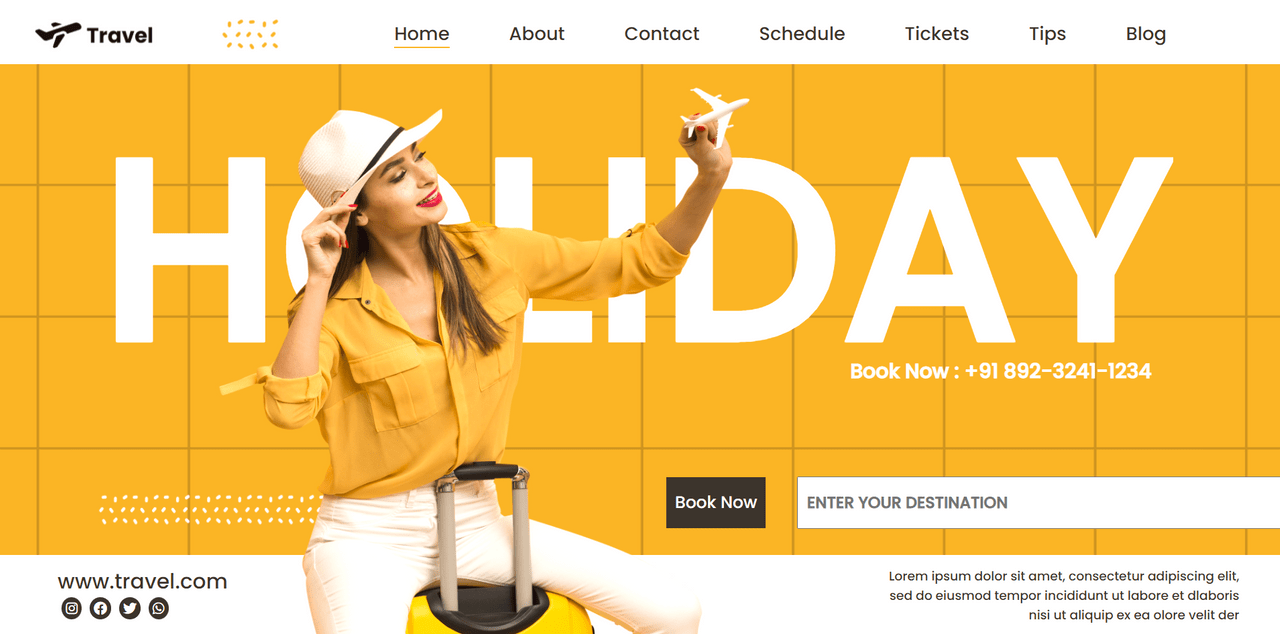 Travel
Home About Contact Schedule Tickets Tips Blog
HOLIDAY
Book Now : +91 892-3241-1234
Book Now
ENTER YOUR DESTINATION
www.travel.com
Lorem ipsum dolor sit amet, consectetur adipiscing elit,
sed do eiusmod tempor incididunt ut labore et dlaboris
nisi ut aliquip ex ea olore velit der